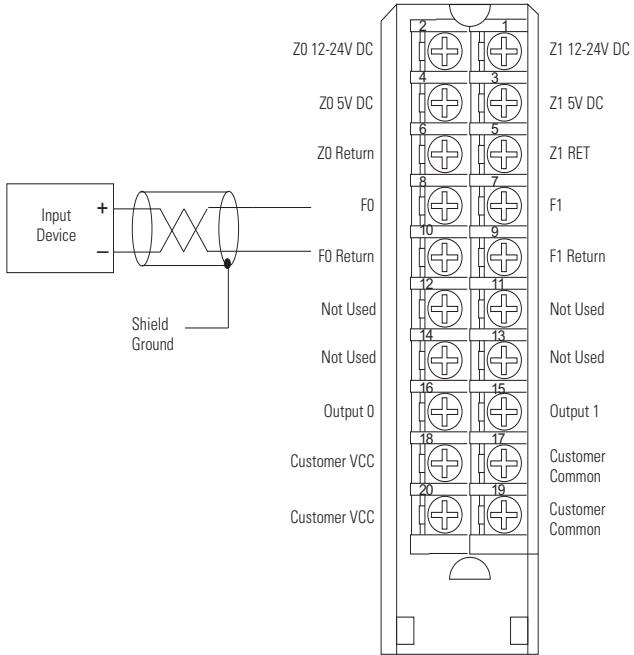 2 1
Z0 12-24V DC Z1 12-24V DC
4 3
Z0 5V DC Z1 5V DC
6 5
Z0 Return Z1 RET
8 7
Input
Device
+
–
F0 F1
10 9
F0 Return F1 Return
12 11
Not Used Not Used
Shield
Ground
14 13
Not Used Not Used
16 15
Output 0 Output 1
18 17
Customer VCC Customer
Common
20 19
Customer VCC Customer
Common